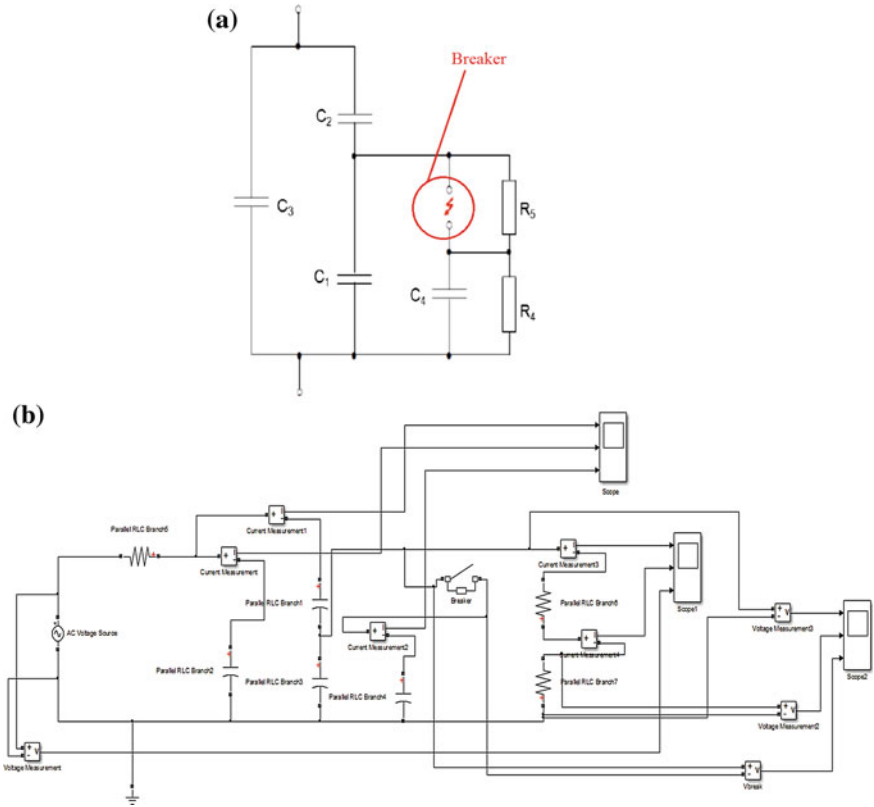 (a)
Breaker
C2
C3
R5
C1
C4
R4
(b)
Scope
Parallel RLC Branch5
Current Measurement1
Current Measurement
Current Measurement3
Scope1
Breaker
Parallel RLC Branch1
Parallel RLC Branch6
Voltage Measurement3
AC Voltage Source
Current Measurement2
Current Measurement4
Scope2
Parallel RLC Branch2
Parallel RLC Branch3
Parallel RLC Branch4
Parallel RLC Branch7
Voltage Measurement2
Voltage Measurement
Vbreak